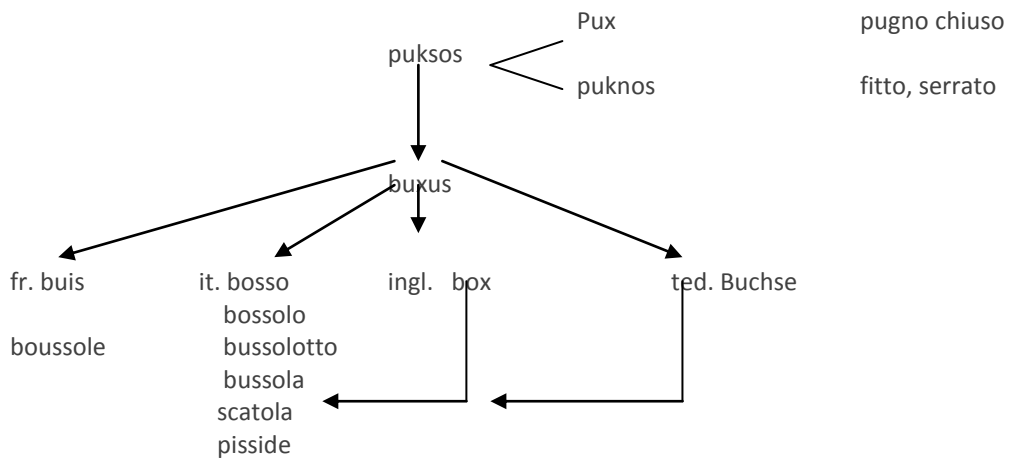 Pux pugno chiuso
puksos
puknos fitto, serrato
buxus
fr. buis it. bosso ingl. box ted. Buchse
bossolo
boussole bussolotto
bussola
scatola
pisside